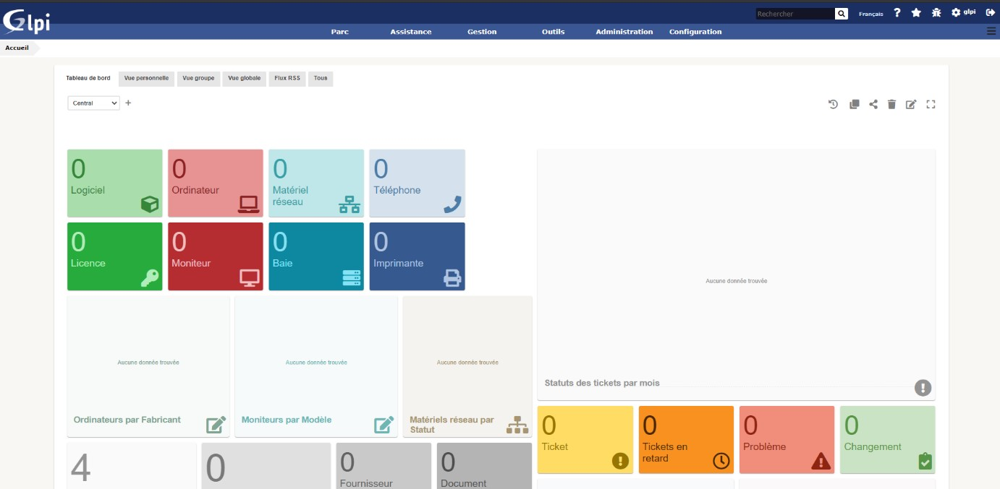 Glpi
Rechercher
Français
?
glpi
Parc
Assistance
Gestion
Outils
Administration
Configuration
Accueil
Tableau de bord
Vue personnelle
Vue groupe
Vue globale
Flux RSS
Tous
Central
0
Logiciel
0
Ordinateur
0
Matériel
réseau
0
Téléphone
0
Licence
0
Moniteur
0
Baie
0
Imprimante
Aucune donnée trouvée
Statuts des tickets par mois
Aucune donnée trouvée
Ordinateurs par Fabricant
Aucune donnée trouvée
Moniteurs par Modèle
Aucune donnée trouvée
Matériels réseau par
Statut
0
Ticket
0
Tickets en
retard
0
Problème
0
Changement
4
0
0
Fournisseur
0
Document